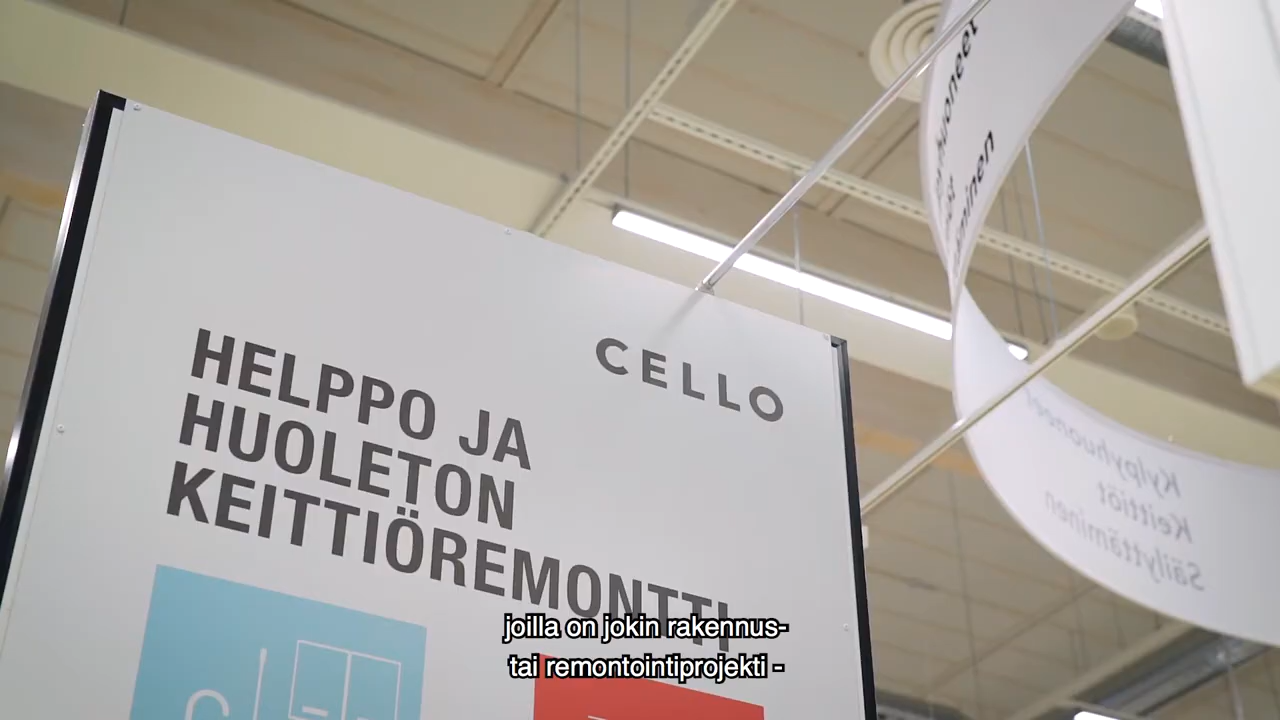 CELLO
HELPPO JA
HUOLETON
KEITTIÖREMONTTI
Kylpyhuoneet
Keittiöt
Säilyttäminen
joilla on jokin rakennus-
tai remontointiprojekti -